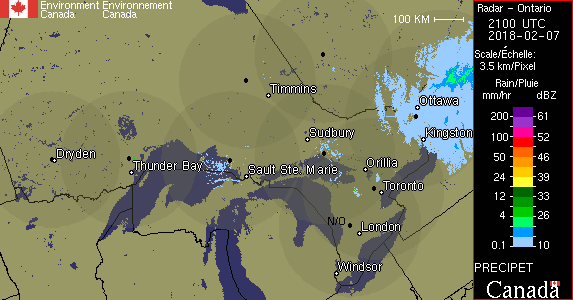 Environment Environnement
Canada Canada
100 KM
Timmins
Ottawa
Sudbury
Kingston
Dryden
Thunder Bay
Sault Ste. Marie
Orillia
Toronto
N/O
London
Windsor
Radar - Ontario
2100 UTC
2018-02-07
Scale/Échelle:
3.5 km/Pixel
Rain/Pluie
mm/hr dBZ
200 61
100 52
50 46
24 39
12 33
4 26
2 20
0.1 10
PRECIPET
Canada